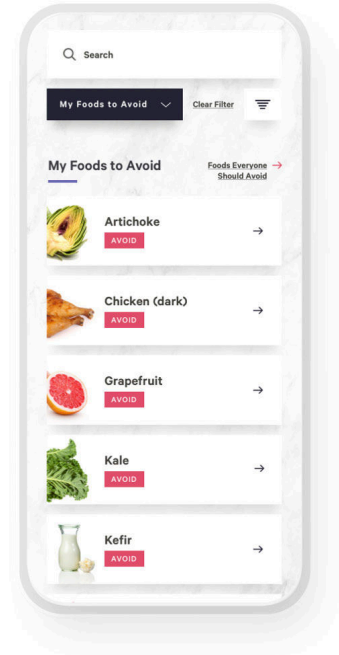 Search
My Foods to Avoid
Clear Filter
My Foods to Avoid
Foods Everyone
Should Avoid
Artichoke
AVOID
Chicken (dark)
AVOID
Grapefruit
AVOID
Kale
AVOID
Kefir
AVOID